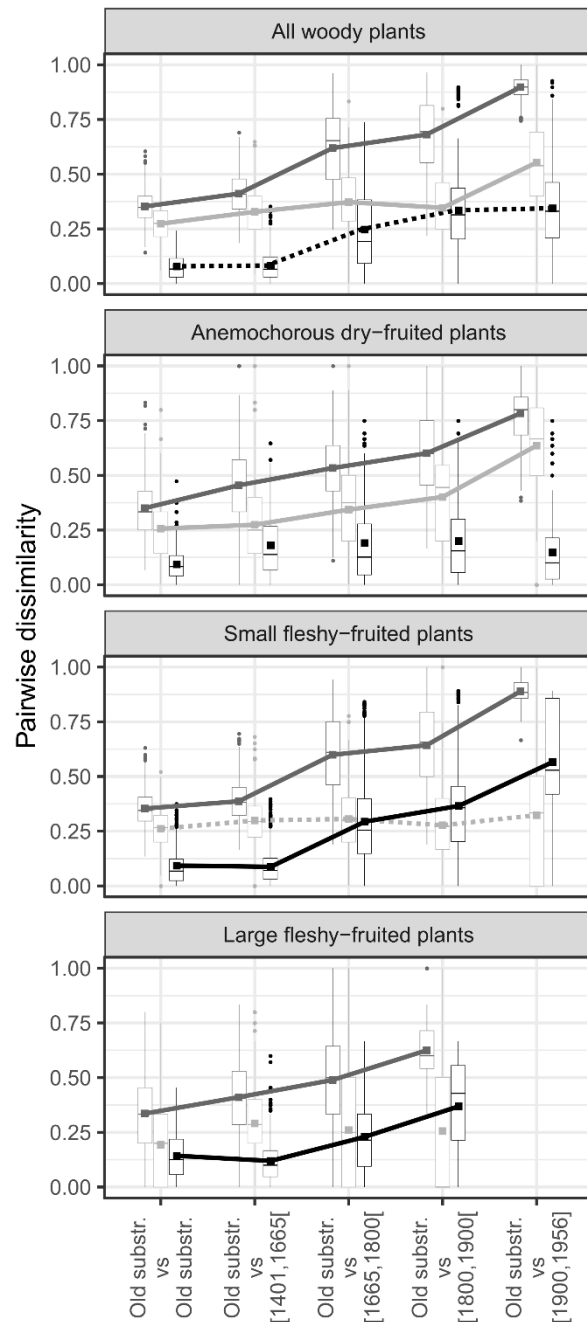 All woody plants
1.00
0.75
0.50
0.25
0.00
Anemochorous dry−fruited plants
1.00
0.75
0.50
0.25
0.00
Small fleshy−fruited plants
1.00
0.75
0.50
0.25
0.00
Large fleshy−fruited plants
1.00
0.75
0.50
0.25
0.00
Pairwise dissimilarity
Old substr.
vs
Old substr.
Old substr.
vs
[1401,1665[
Old substr.
vs
[1665,1800[
Old substr.
vs
[1800,1900[
Old substr.
vs
[1900,1956]